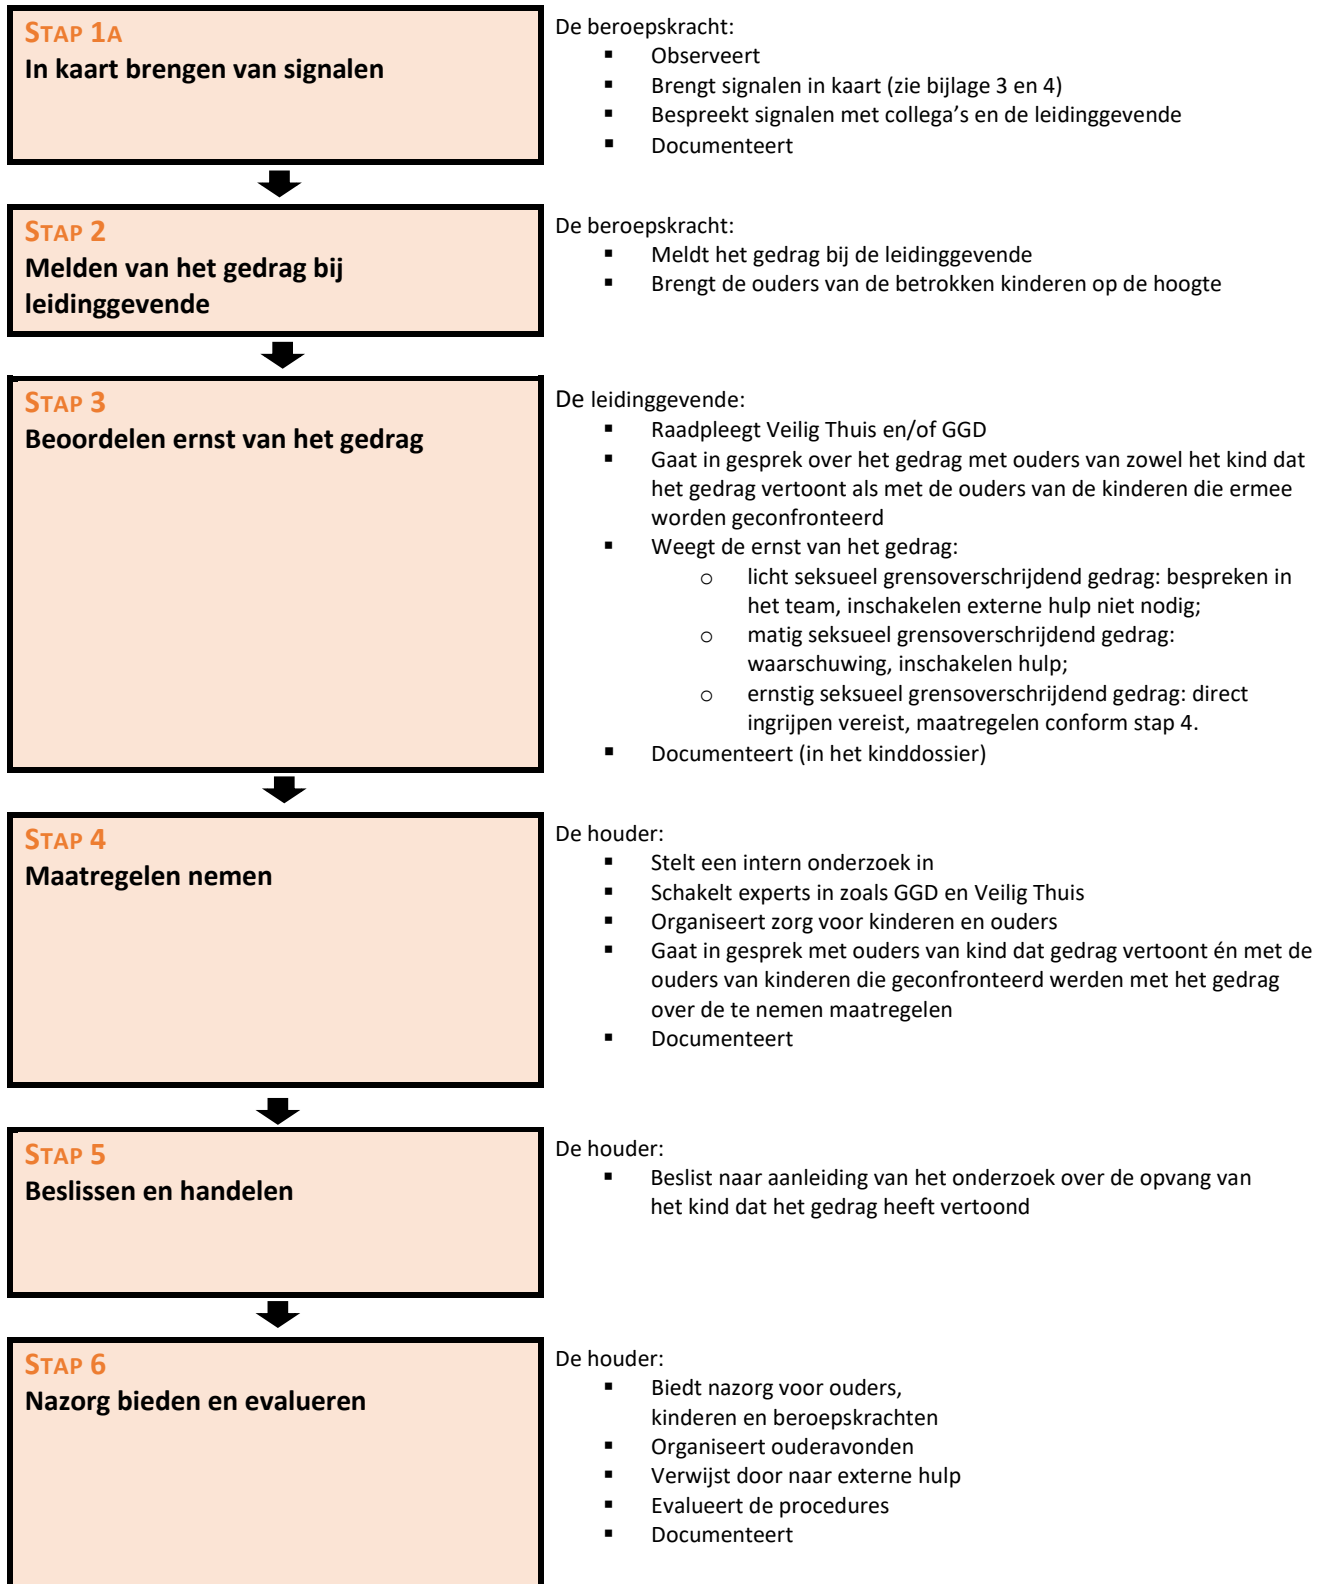 STAP 1A
In kaart brengen van signalen
De beroepskracht:
▪ Observeert
▪ Brengt signalen in kaart (zie bijlage 3 en 4)
▪ Bespreekt signalen met collega’s en de leidinggevende
▪ Documenteert
STAP 2
Melden van het gedrag bij
leidinggevende
De beroepskracht:
▪ Meldt het gedrag bij de leidinggevende
▪ Brengt de ouders van de betrokken kinderen op de hoogte
STAP 3
Beoordelen ernst van het gedrag
De leidinggevende:
▪ Raadpleegt Veilig Thuis en/of GGD
▪ Gaat in gesprek over het gedrag met ouders van zowel het kind dat
het gedrag vertoont als met de ouders van de kinderen die ermee
worden geconfronteerd
▪ Weegt de ernst van het gedrag:
o licht seksueel grensoverschrijdend gedrag: bespreken in
het team, inschakelen externe hulp niet nodig;
o matig seksueel grensoverschrijdend gedrag:
waarschuwing, inschakelen hulp;
o ernstig seksueel grensoverschrijdend gedrag: direct
ingrijpen vereist, maatregelen conform stap 4.
▪ Documenteert (in het kinddossier)
STAP 4
Maatregelen nemen
De houder:
▪ Stelt een intern onderzoek in
▪ Schakelt experts in zoals GGD en Veilig Thuis
▪ Organiseert zorg voor kinderen en ouders
▪ Gaat in gesprek met ouders van kind dat gedrag vertoont én met de
ouders van kinderen die geconfronteerd werden met het gedrag
over de te nemen maatregelen
▪ Documenteert
STAP 5
Beslissen en handelen
De houder:
▪ Beslist naar aanleiding van het onderzoek over de opvang van
het kind dat het gedrag heeft vertoond
STAP 6
Nazorg bieden en evalueren
De houder:
▪ Biedt nazorg voor ouders,
kinderen en beroepskrachten
▪ Organiseert ouderavonden
▪ Verwijst door naar externe hulp
▪ Evalueert de procedures
▪ Documenteert